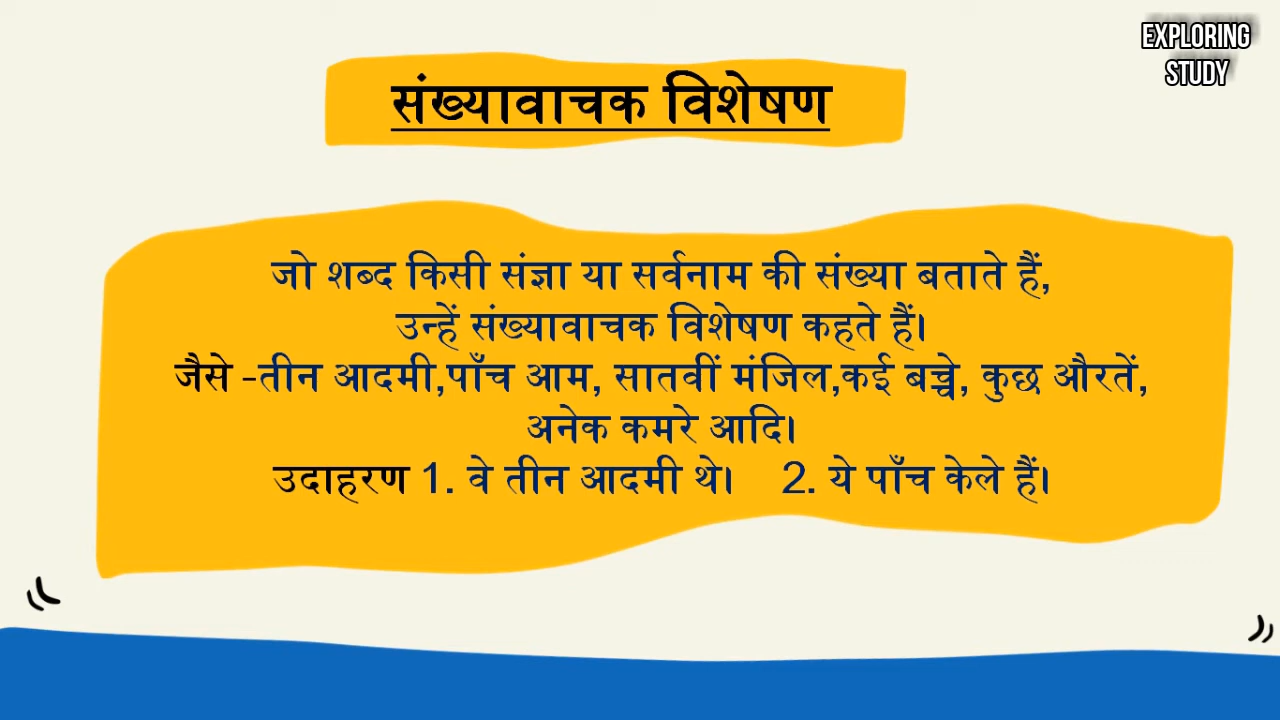 EXPLORING
STUDY
संख्यावाचक विशेषण
जो शब्द किसी संज्ञा या सर्वनाम की संख्या बताते हैं,
उन्हें संख्यावाचक विशेषण कहते हैं।
जैसे -तीन आदमी,पाँच आम, सातवीं मंजिल,कई बच्चे, कुछ औरतें,
अनेक कमरे आदि।
उदाहरण 1. वे तीन आदमी थे। 2. ये पाँच केले हैं।